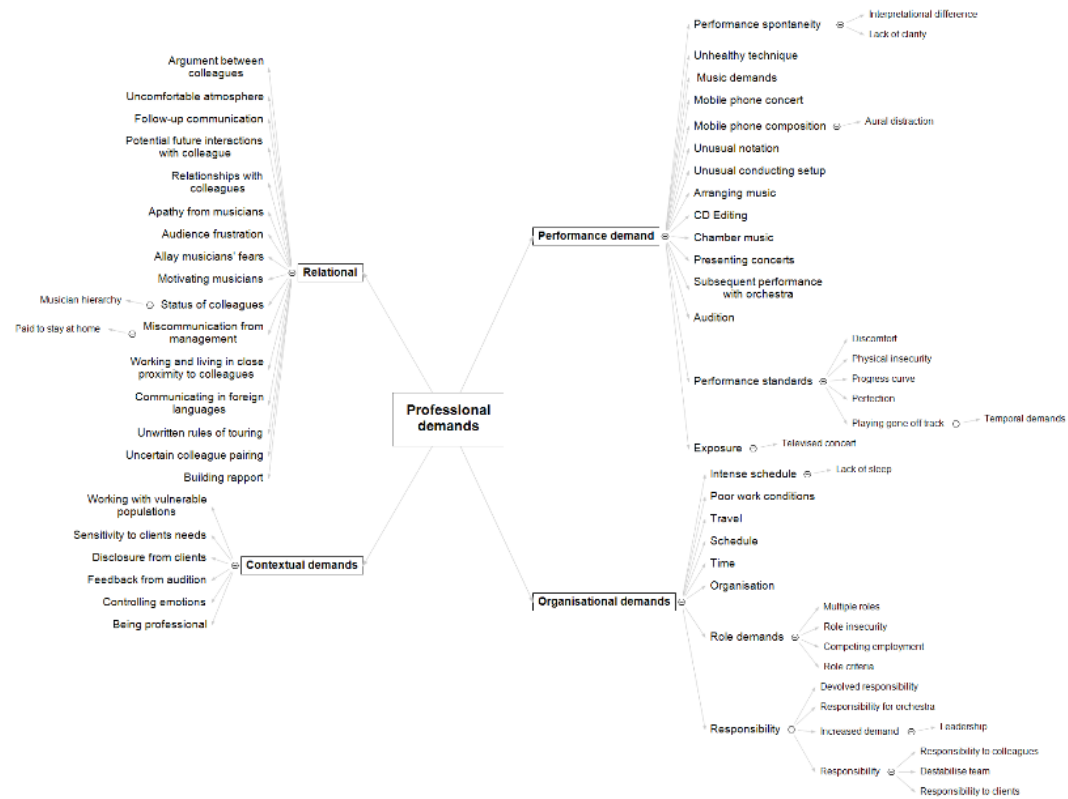 Professional
demands
Performance demand
Performance spontaneity
Interpretational difference
Lack of clarity
Unhealthy technique
Music demands
Mobile phone concert
Mobile phone composition
Aural distraction
Unusual notation
Unusual conducting setup
Arranging music
CD Editing
Chamber music
Presenting concerts
Subsequent performance
with orchestra
Audition
Performance standards
Discomfort
Physical insecurity
Progress curve
Perfection
Playing gone off track
Temporal demands
Exposure
Televised concert
Organisational demands
Intense schedule
Lack of sleep
Poor work conditions
Travel
Schedule
Time
Organisation
Role demands
Multiple roles
Role insecurity
Competing employment
Role criteria
Responsibility
Devolved responsibility
Responsibility for orchestra
Increased demand
Leadership
Responsibility
Responsibility to colleagues
Destabilise team
Responsibility to clients
Relational
Argument between
colleagues
Uncomfortable atmosphere
Follow-up communication
Potential future interactions
with colleague
Relationships with
colleagues
Apathy from musicians
Audience frustration
Allay musicians' fears
Motivating musicians
Status of colleagues
Musician hierarchy
Miscommunication from
management
Paid to stay at home
Working and living in close
proximity to colleagues
Communicating in foreign
languages
Unwritten rules of touring
Uncertain colleague pairing
Building rapport
Contextual demands
Working with vulnerable
populations
Sensitivity to clients needs
Disclosure from clients
Feedback from audition
Controlling emotions
Being professional